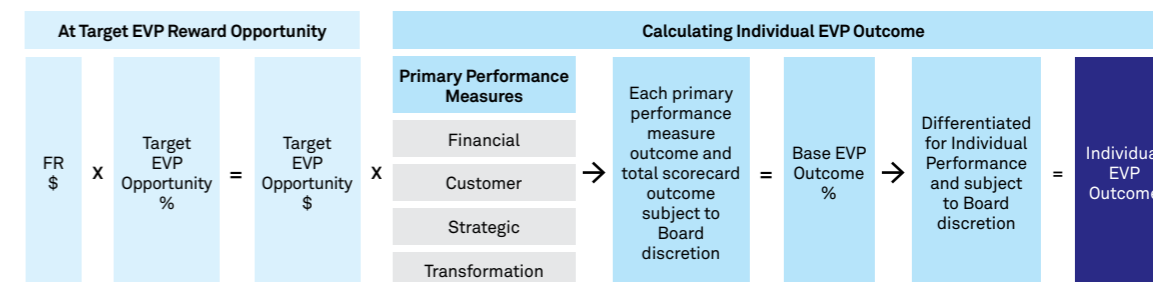 At Target EVP Reward Opportunity
Calculating Individual EVP Outcome
FR
$
x
Target
EVP
Opportunity
%
=
Target
EVP
Opportunity
$
x
Primary Performance
Measures
Financial
Customer
Strategic
Transformation
→
Each primary
performance
measure
outcome and
total scorecard
outcome
subject to
Board
discretion
=
Base EVP
Outcome
%
→
Differentiated
for Individual
Performance
and subject
to Board
discretion
=
Individual
EVP
Outcome